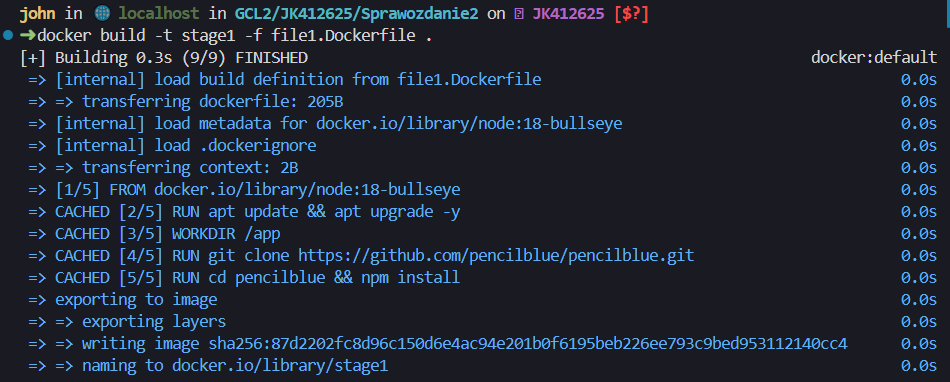 john in 🌐 localhost in GCL2/JK412625/Sprawozdanie2 on  JK412625 [$?]
➜docker build -t stage1 -f file1.Dockerfile .
[+] Building 0.3s (9/9) FINISHED docker:default
=> [internal] load build definition from file1.Dockerfile 0.0s
=> => transferring dockerfile: 205B 0.0s
=> [internal] load metadata for docker.io/library/node:18-bullseye 0.0s
=> [internal] load .dockerignore 0.0s
=> => transferring context: 2B 0.0s
=> [1/5] FROM docker.io/library/node:18-bullseye 0.0s
=> CACHED [2/5] RUN apt update && apt upgrade -y 0.0s
=> CACHED [3/5] WORKDIR /app 0.0s
=> CACHED [4/5] RUN git clone https://github.com/pencilblue/pencilblue.git 0.0s
=> CACHED [5/5] RUN cd pencilblue && npm install 0.0s
=> exporting to image 0.0s
=> => exporting layers 0.0s
=> => writing image sha256:87d2202fc8d96c150d6e4ac94e201b0f6195beb226ee793c9bed953112140cc4 0.0s
=> => naming to docker.io/library/stage1 0.0s